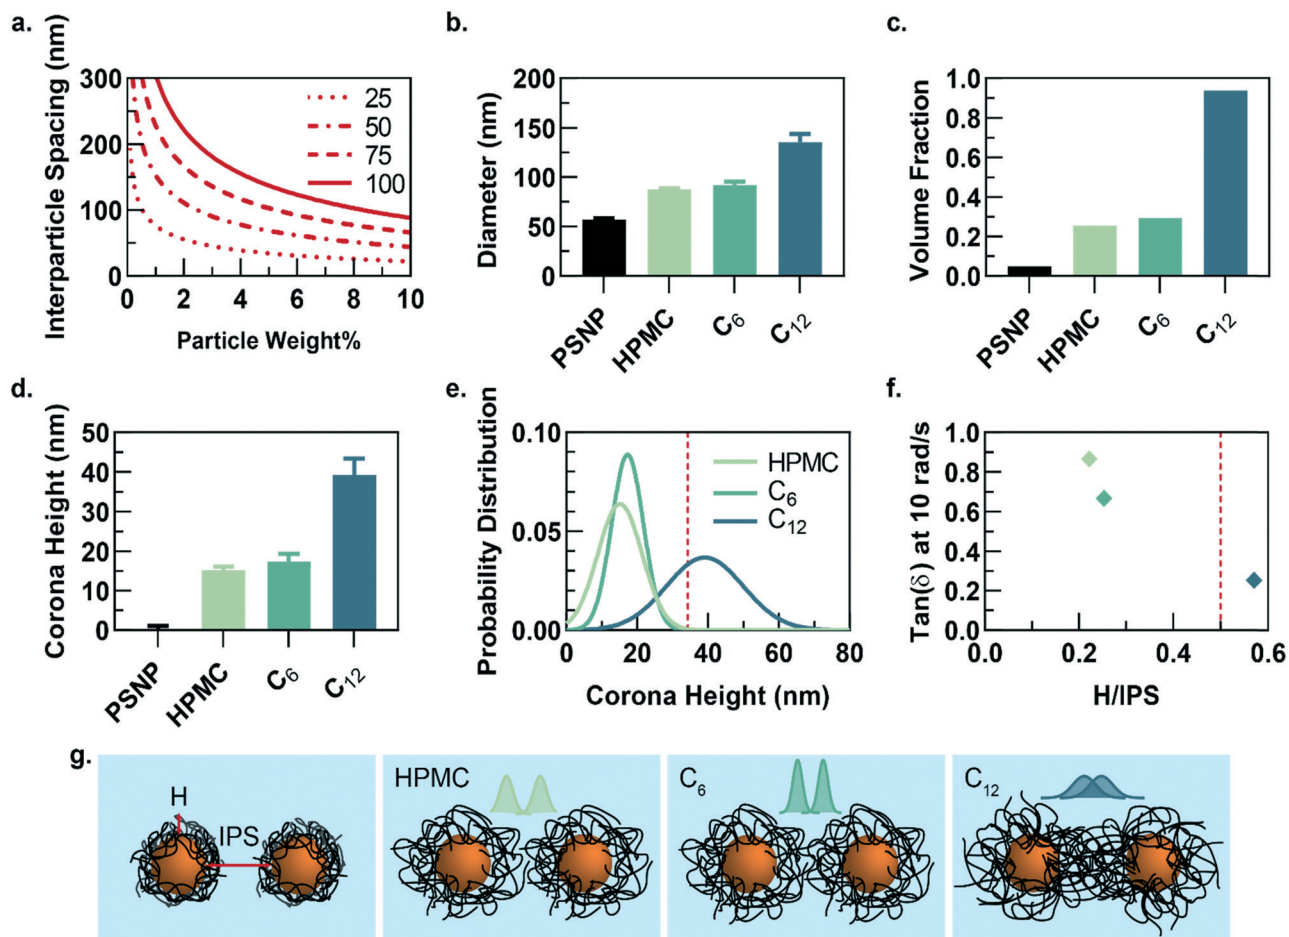 a.
Interparticle Spacing (nm)
300
200
100
0
0 2 4 6 8 10
Particle Weight%
25
50
75
100
b.
Diameter (nm)
200
150
100
50
0
PSNP
HPMC
C6
C12
c.
Volume Fraction
1.0
0.8
0.6
0.4
0.2
0.0
PSNP
HPMC
C6
C12
d.
Corona Height (nm)
50
40
30
20
10
0
PSNP
HPMC
C6
C12
e.
Probability Distribution
0.10
0.05
0.00
0 20 40 60 80
Corona Height (nm)
HPMC
C6
C12
f.
Tan(δ) at 10 rad/s
1.0
0.8
0.6
0.4
0.2
0.0
0.0 0.2 0.4 0.6
H/IPS
g.
H
IPS
HPMC
C6
C12